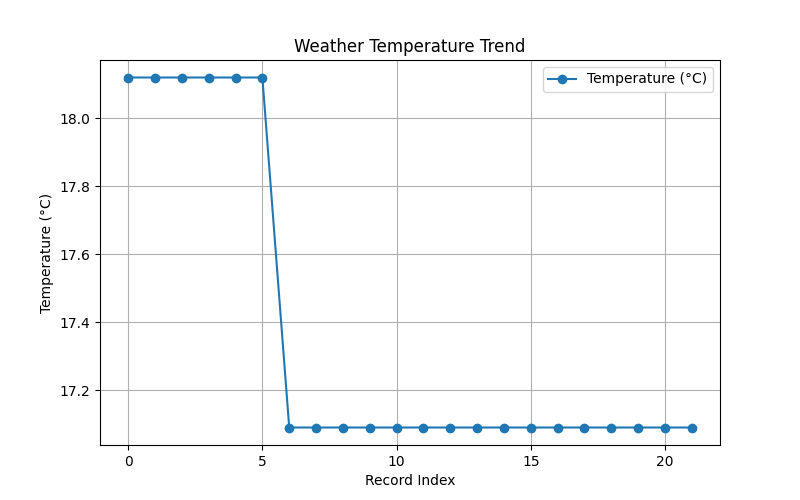 Weather Temperature Trend
Temperature (°C)
18.0
17.8
17.6
17.4
17.2
Temperature (°C)
0 5 10 15 20
Record Index